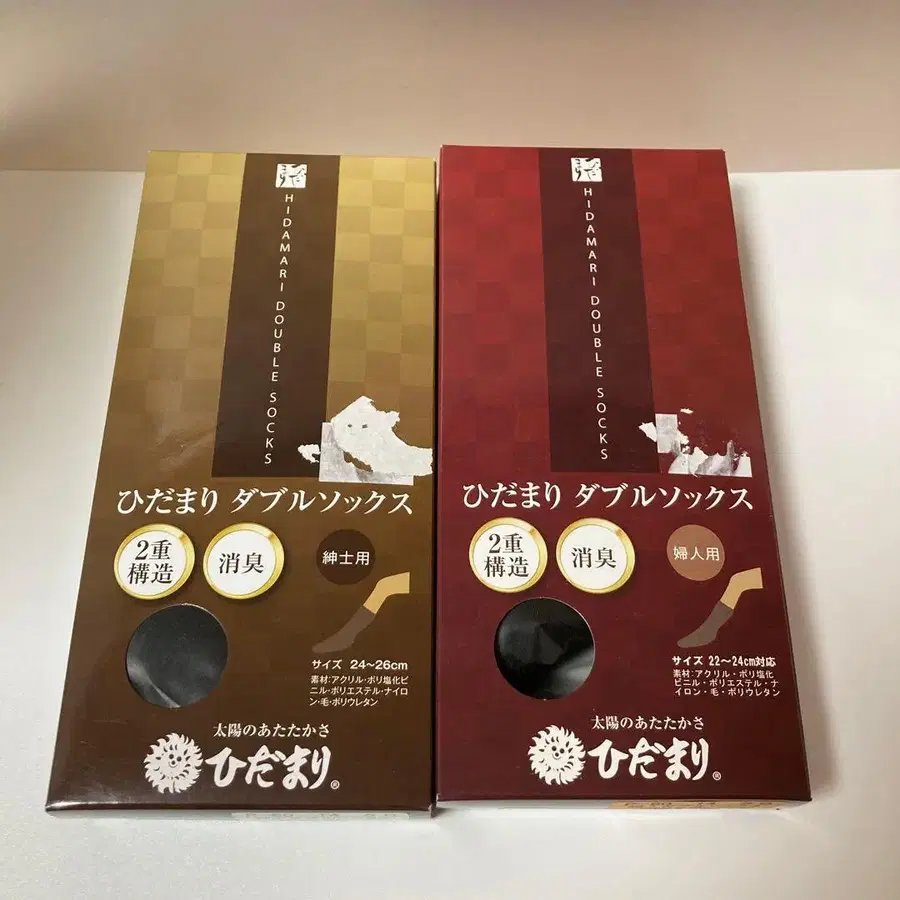 HIDAMARI DOUBLE SOCKS
ひだまり ダブルソックス
2重
構造
消臭
紳士用
サイズ 24～26cm
素材:アクリル・ポリ塩化ビ
ニル・ポリエステル・ナイロ
ン・毛・ポリウレタン
太陽のあたたかさ
ひだまり®
HIDAMARI DOUBLE SOCKS
ひだまり ダブルソックス
2重
構造
消臭
婦人用
サイズ 22～24cm対応
素材:アクリル・ポリ塩化
ビニル・ポリエステル・ナ
イロン・毛・ポリウレタン
太陽のあたたかさ
ひだまり®